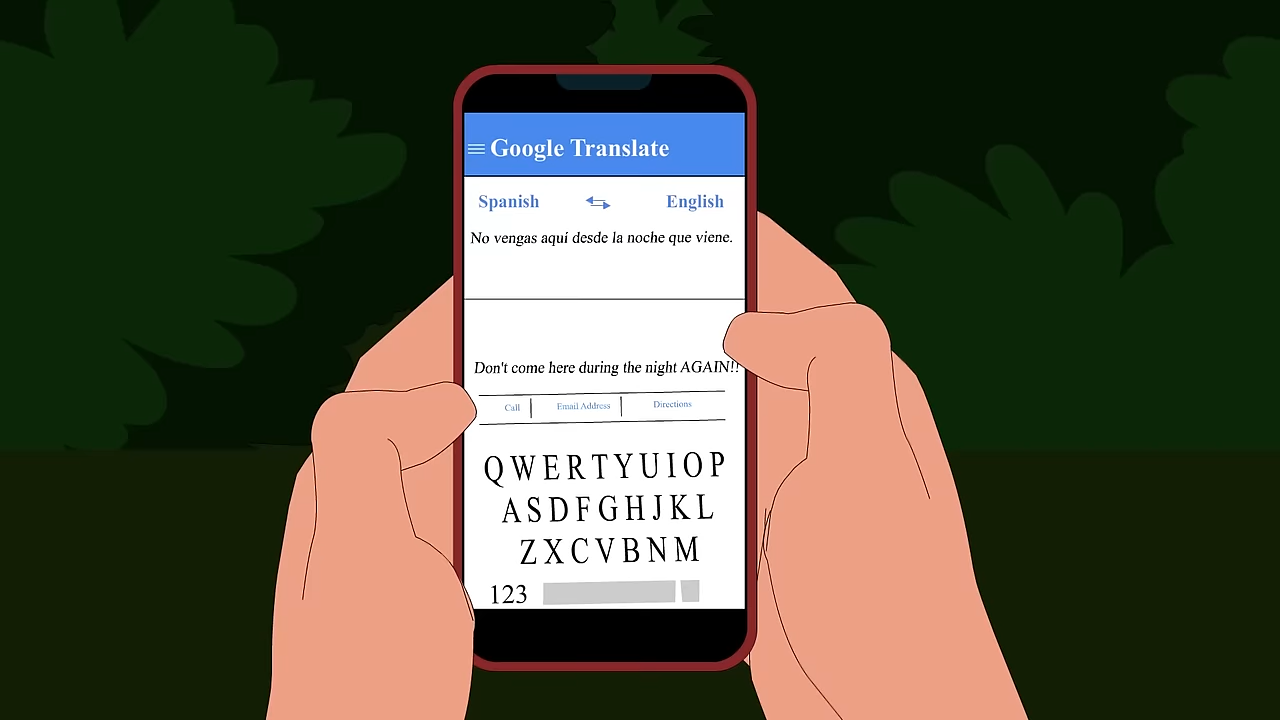 Google Translate
Spanish English
No vengas aquí desde la noche que viene.
Don't come here during the night AGAIN!!
Call Email Address Directions
QWERTYUIOP
ASDFGHJKL
ZXCVBNM
123